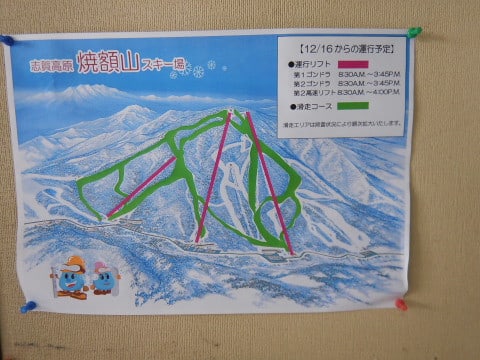 志賀高原 焼額山スキー場
【12/16からの運行予定】
●運行リフト
第1ゴンドラ 8:30A.M.～3:45P.M.
第2ゴンドラ 8:30A.M.～3:45P.M.
第2高速リフト 8:30A.M.～4:00P.M.
●滑走コース
滑走エリアは積雪状況により順次拡大いたします。